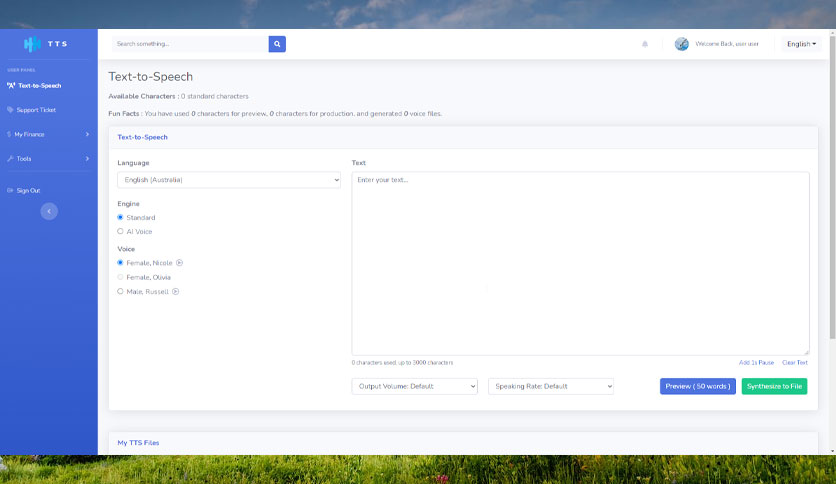 TTS
Search something...
Welcome Back, user user
English
USER PANEL
Text-to-Speech
Support Ticket
My Finance
Tools
Sign Out
Text-to-Speech
Available Characters : 0 standard characters
Fun Facts : You have used 0 characters for preview, 0 characters for production, and generated 0 voice files.
Text-to-Speech
Language
English (Australia)
Engine
Standard
AI Voice
Voice
Female, Nicole
Female, Olivia
Male, Russell
Text
Enter your text...
0 characters used, up to 3000 characters
Add 1s Pause
Clear Text
Output Volume: Default
Speaking Rate: Default
Preview ( 50 words )
Synthesize to File
My TTS Files